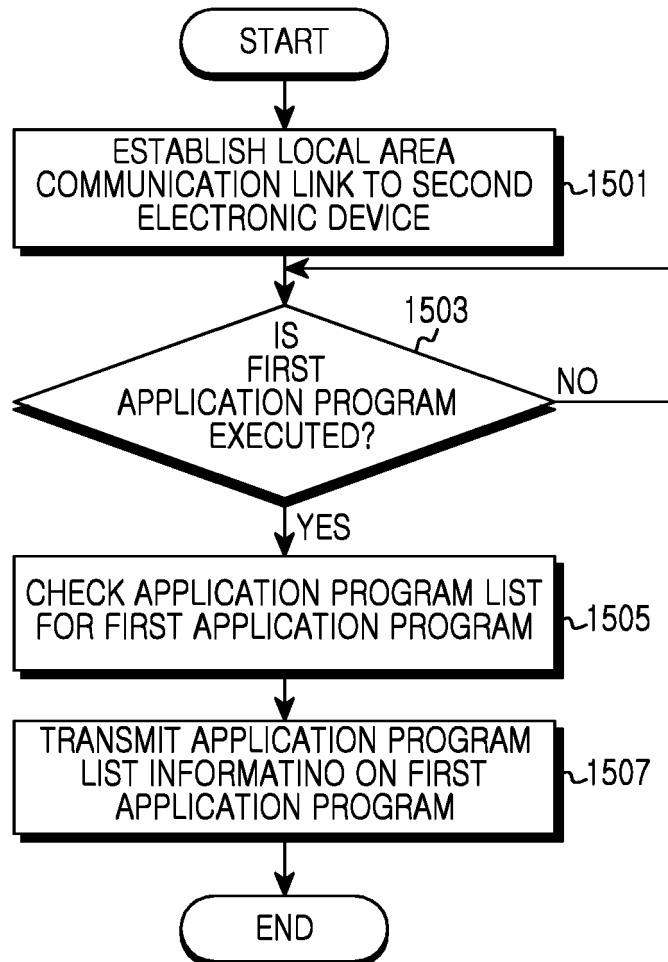 START
ESTABLISH LOCAL AREA
COMMUNICATION LINK TO SECOND
ELECTRONIC DEVICE
1501
1503
IS
FIRST
APPLICATION PROGRAM
EXECUTED?
NO
YES
CHECK APPLICATION PROGRAM LIST
FOR FIRST APPLICATION PROGRAM
1505
TRANSMIT APPLICATION PROGRAM
LIST INFORMATINO ON FIRST
APPLICATION PROGRAM
1507
END